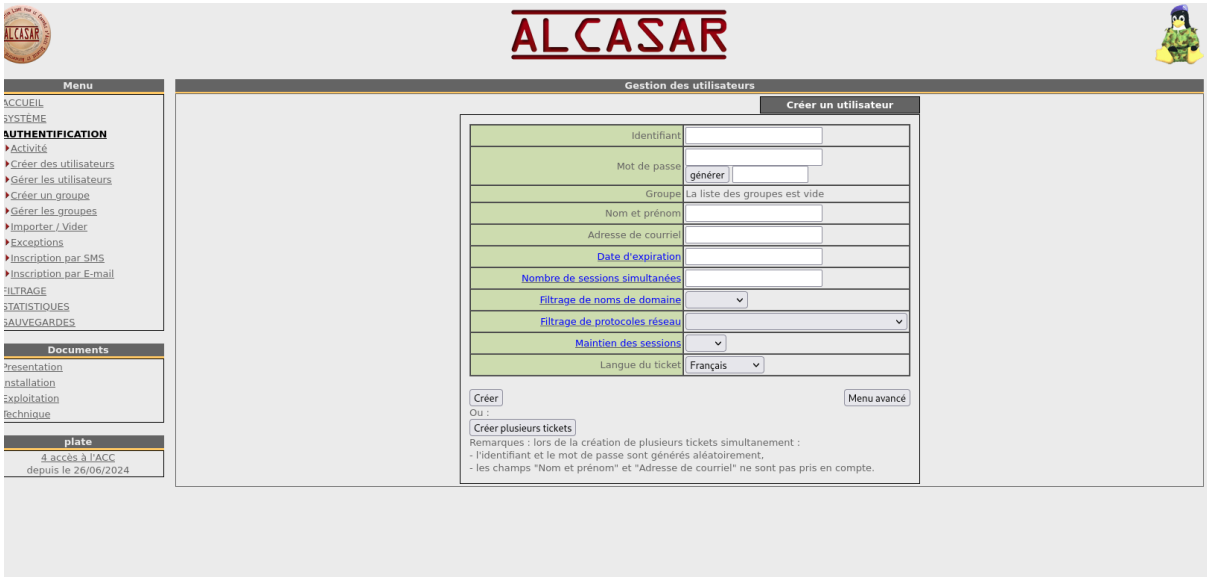 ALCASAR
ALCASAR
Menu
ACCUEIL
SYSTÈME
AUTHENTIFICATION
Activité
Créer des utilisateurs
Gérer les utilisateurs
Créer un groupe
Gérer les groupes
Importer / Vider
Exceptions
Inscription par SMS
Inscription par E-mail
FILTRAGE
STATISTIQUES
SAUVEGARDES
Documents
Presentation
Installation
Exploitation
Technique
plate
4 accès à l'ACC
depuis le 26/06/2024
Gestion des utilisateurs
Créer un utilisateur
Identifiant
Mot de passe
générer
Groupe La liste des groupes est vide
Nom et prénom
Adresse de courriel
Date d'expiration
Nombre de sessions simultanées
Filtrage de noms de domaine
Filtrage de protocoles réseau
Maintien des sessions
Langue du ticket Français
Créer Menu avancé
Ou :
Créer plusieurs tickets
Remarques : lors de la création de plusieurs tickets simultanement :
- l'identifiant et le mot de passe sont générés aléatoirement,
- les champs "Nom et prénom" et "Adresse de courriel" ne sont pas pris en compte.